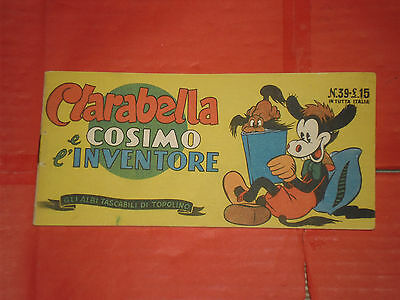 Clarabella
e COSIMO
l'INVENTORE
GLI ALBI TASCABILI DI TOPOLINO
N.39-£.15
IN TUTTA ITALIA